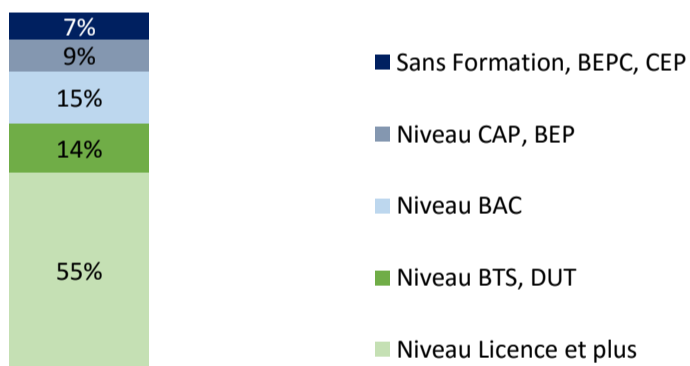 7%
9%
15%
14%
55%
Sans Formation, BEPC, CEP
Niveau CAP, BEP
Niveau BAC
Niveau BTS, DUT
Niveau Licence et plus